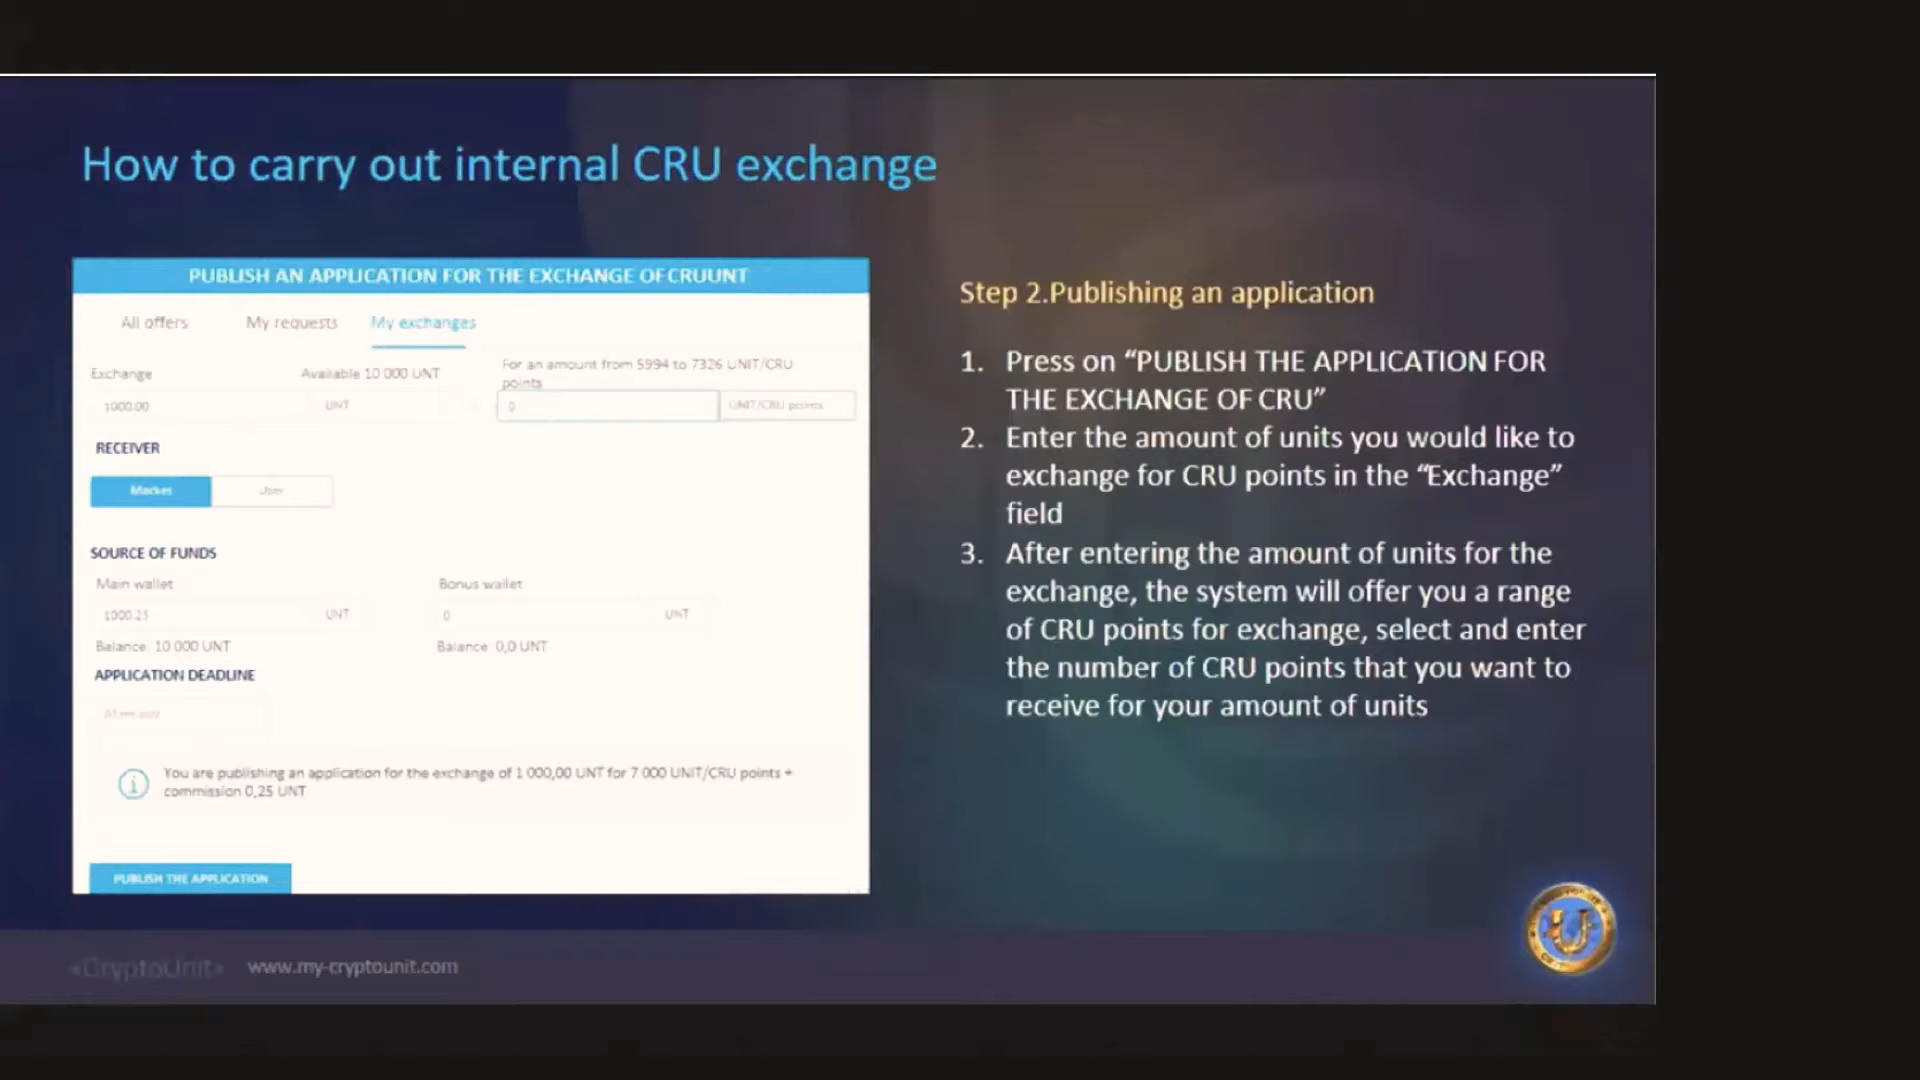 How to carry out internal CRU exchange
PUBLISH AN APPLICATION FOR THE EXCHANGE OF CRUUNT
All offers My requests My exchanges
For an amount from 5994 to 7326 UNIT/CRU
points
Exchange Available 10 000 UNT
1000.00 UNT 0 UNIT/CRU points
RECEIVER
Market User
SOURCE OF FUNDS
Main wallet Bonus wallet
1000.25 UNT 0 UNT
Balance: 10 000 UNT Balance: 0,0 UNT
APPLICATION DEADLINE
You are publishing an application for the exchange of 1 000,00 UNT for 7 000 UNIT/CRU points +
commission 0,25 UNT
PUBLISH THE APPLICATION
Step 2.Publishing an application
1. Press on “PUBLISH THE APPLICATION FOR
THE EXCHANGE OF CRU”
2. Enter the amount of units you would like to
exchange for CRU points in the “Exchange”
field
3. After entering the amount of units for the
exchange, the system will offer you a range
of CRU points for exchange, select and enter
the number of CRU points that you want to
receive for your amount of units
«CryptoUnit» www.my-cryptounit.com
U